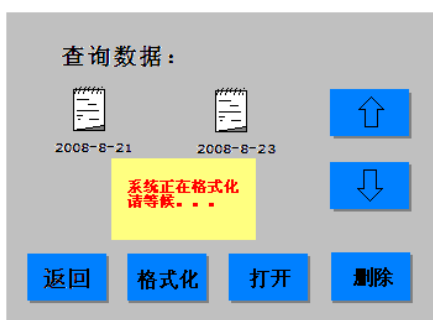 查询数据：
2008-8-21
2008-8-23
系统正在格式化
请等候．．．
返回
格式化
打开
删除